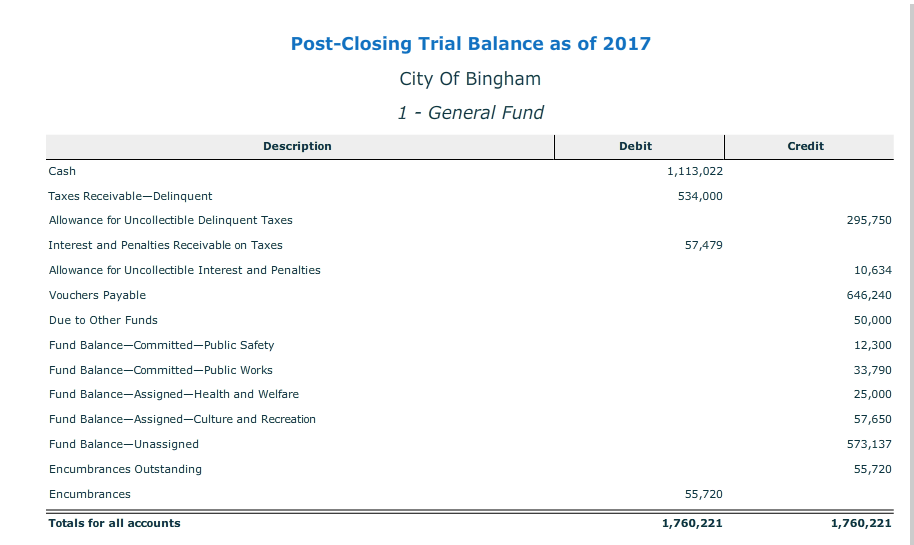 Post-Closing Trial Balance as of 2017
City Of Bingham
1 - General Fund
Description Debit Credit
Cash 1,113,022
Taxes Receivable—Delinquent 534,000
Allowance for Uncollectible Delinquent Taxes 295,750
Interest and Penalties Receivable on Taxes 57,479
Allowance for Uncollectible Interest and Penalties 10,634
Vouchers Payable 646,240
Due to Other Funds 50,000
Fund Balance—Committed—Public Safety 12,300
Fund Balance—Committed—Public Works 33,790
Fund Balance—Assigned—Health and Welfare 25,000
Fund Balance—Assigned—Culture and Recreation 57,650
Fund Balance—Unassigned 573,137
Encumbrances Outstanding 55,720
Encumbrances 55,720
Totals for all accounts 1,760,221 1,760,221